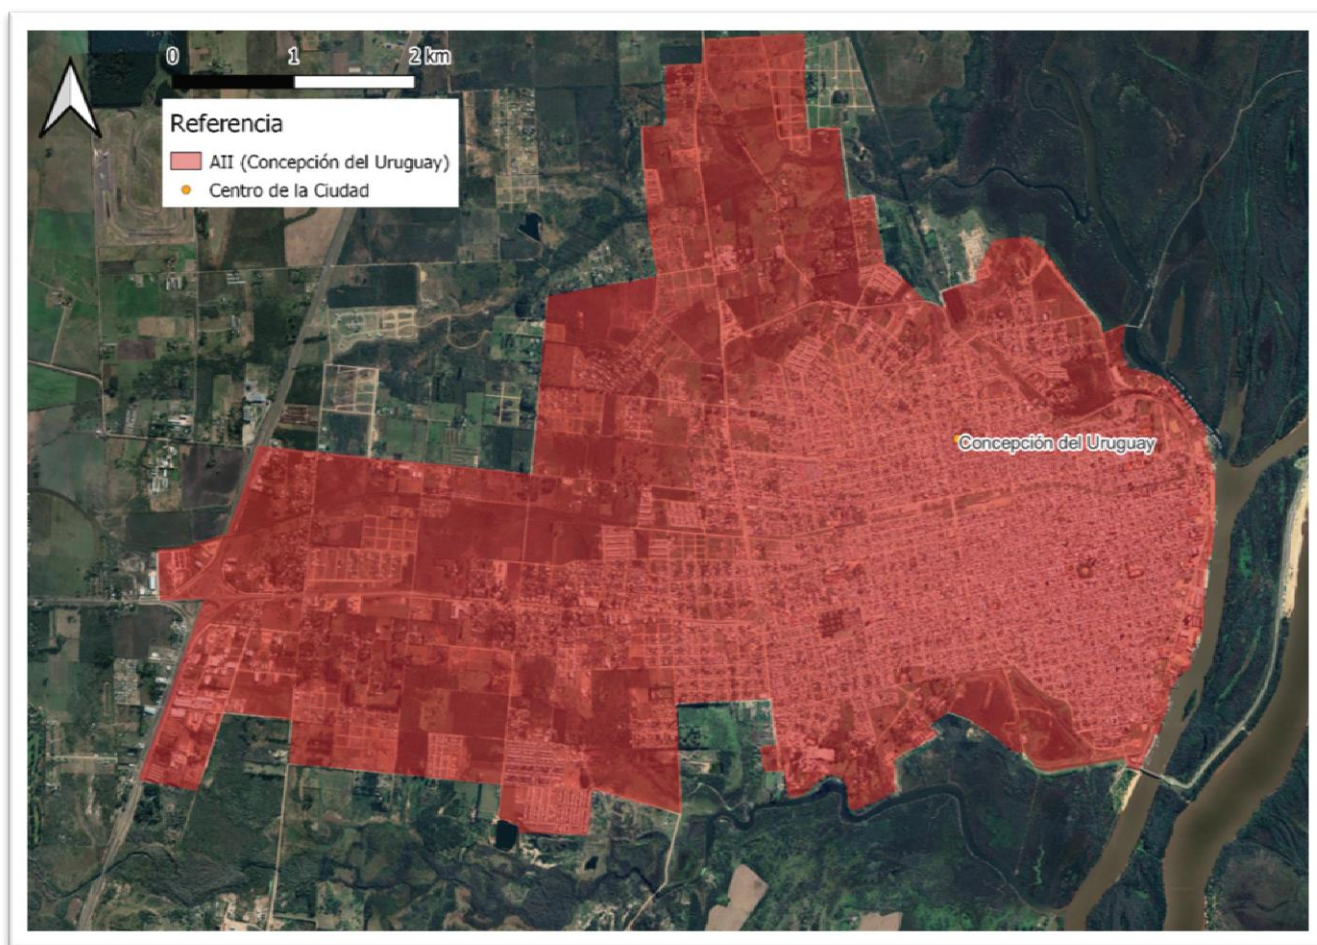 0 1 2 km
Referencia
AII (Concepción del Uruguay)
Centro de la Ciudad
Concepción del Uruguay